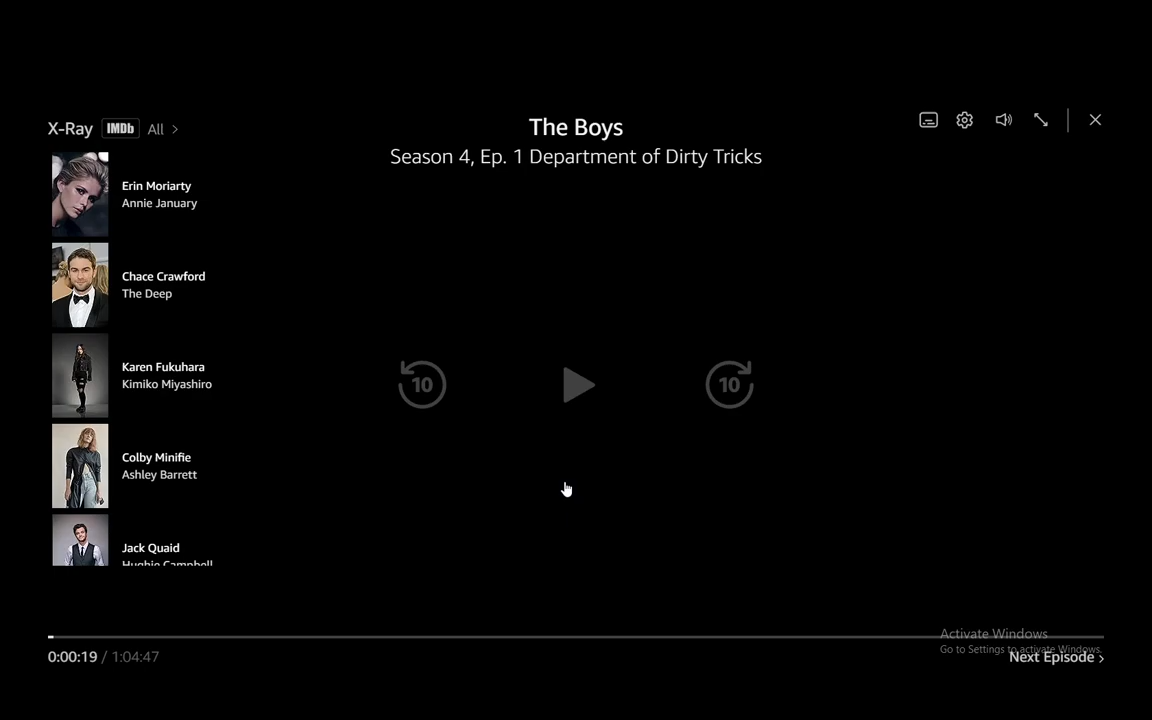 X-Ray IMDb All >
The Boys
Season 4, Ep. 1 Department of Dirty Tricks
Erin Moriarty
Annie January
Chace Crawford
The Deep
Karen Fukuhara
Kimiko Miyashiro
Colby Minifie
Ashley Barrett
Jack Quaid
Hughie Campbell
10
10
Activate Windows
Go to Settings to activate Windows.
0:00:19 / 1:04:47
Next Episode >